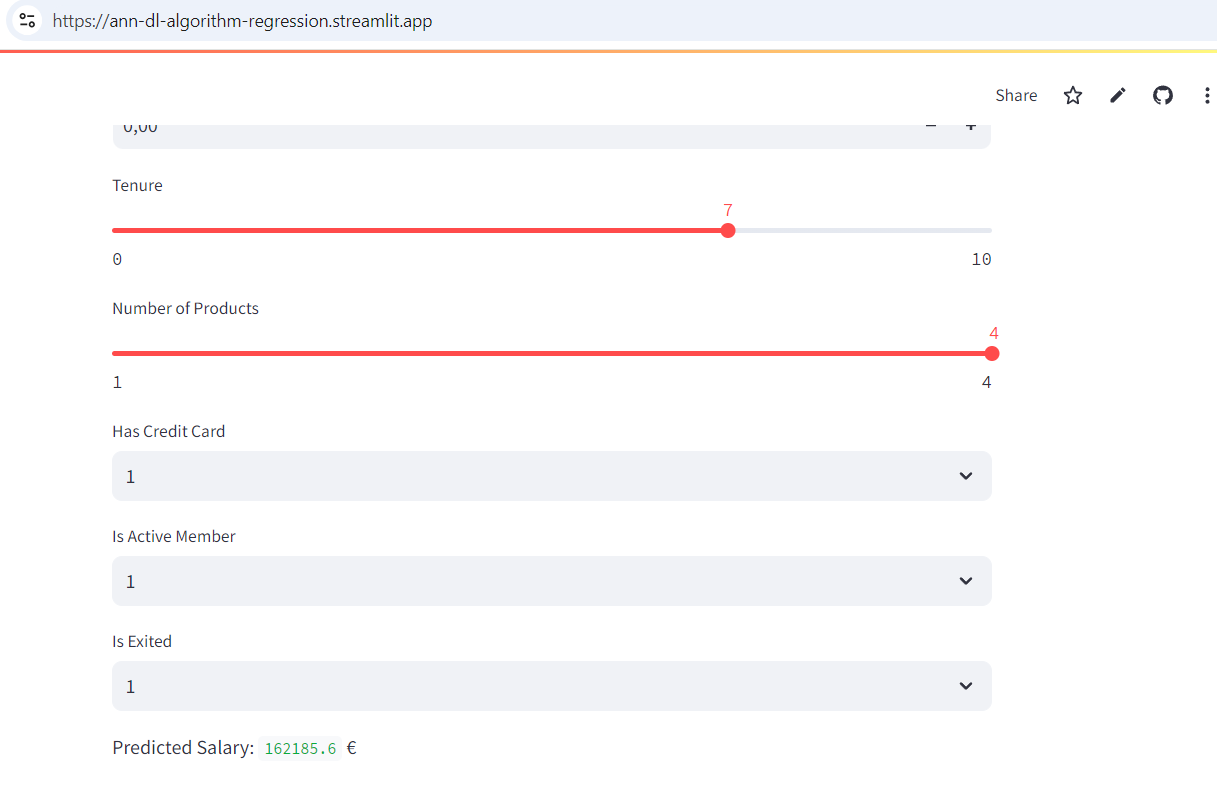 https://ann-dl-algorithm-regression.streamlit.app
Share
0,00
Tenure
7
0 10
Number of Products
4
1 4
Has Credit Card
1
Is Active Member
1
Is Exited
1
Predicted Salary: 162185.6 €